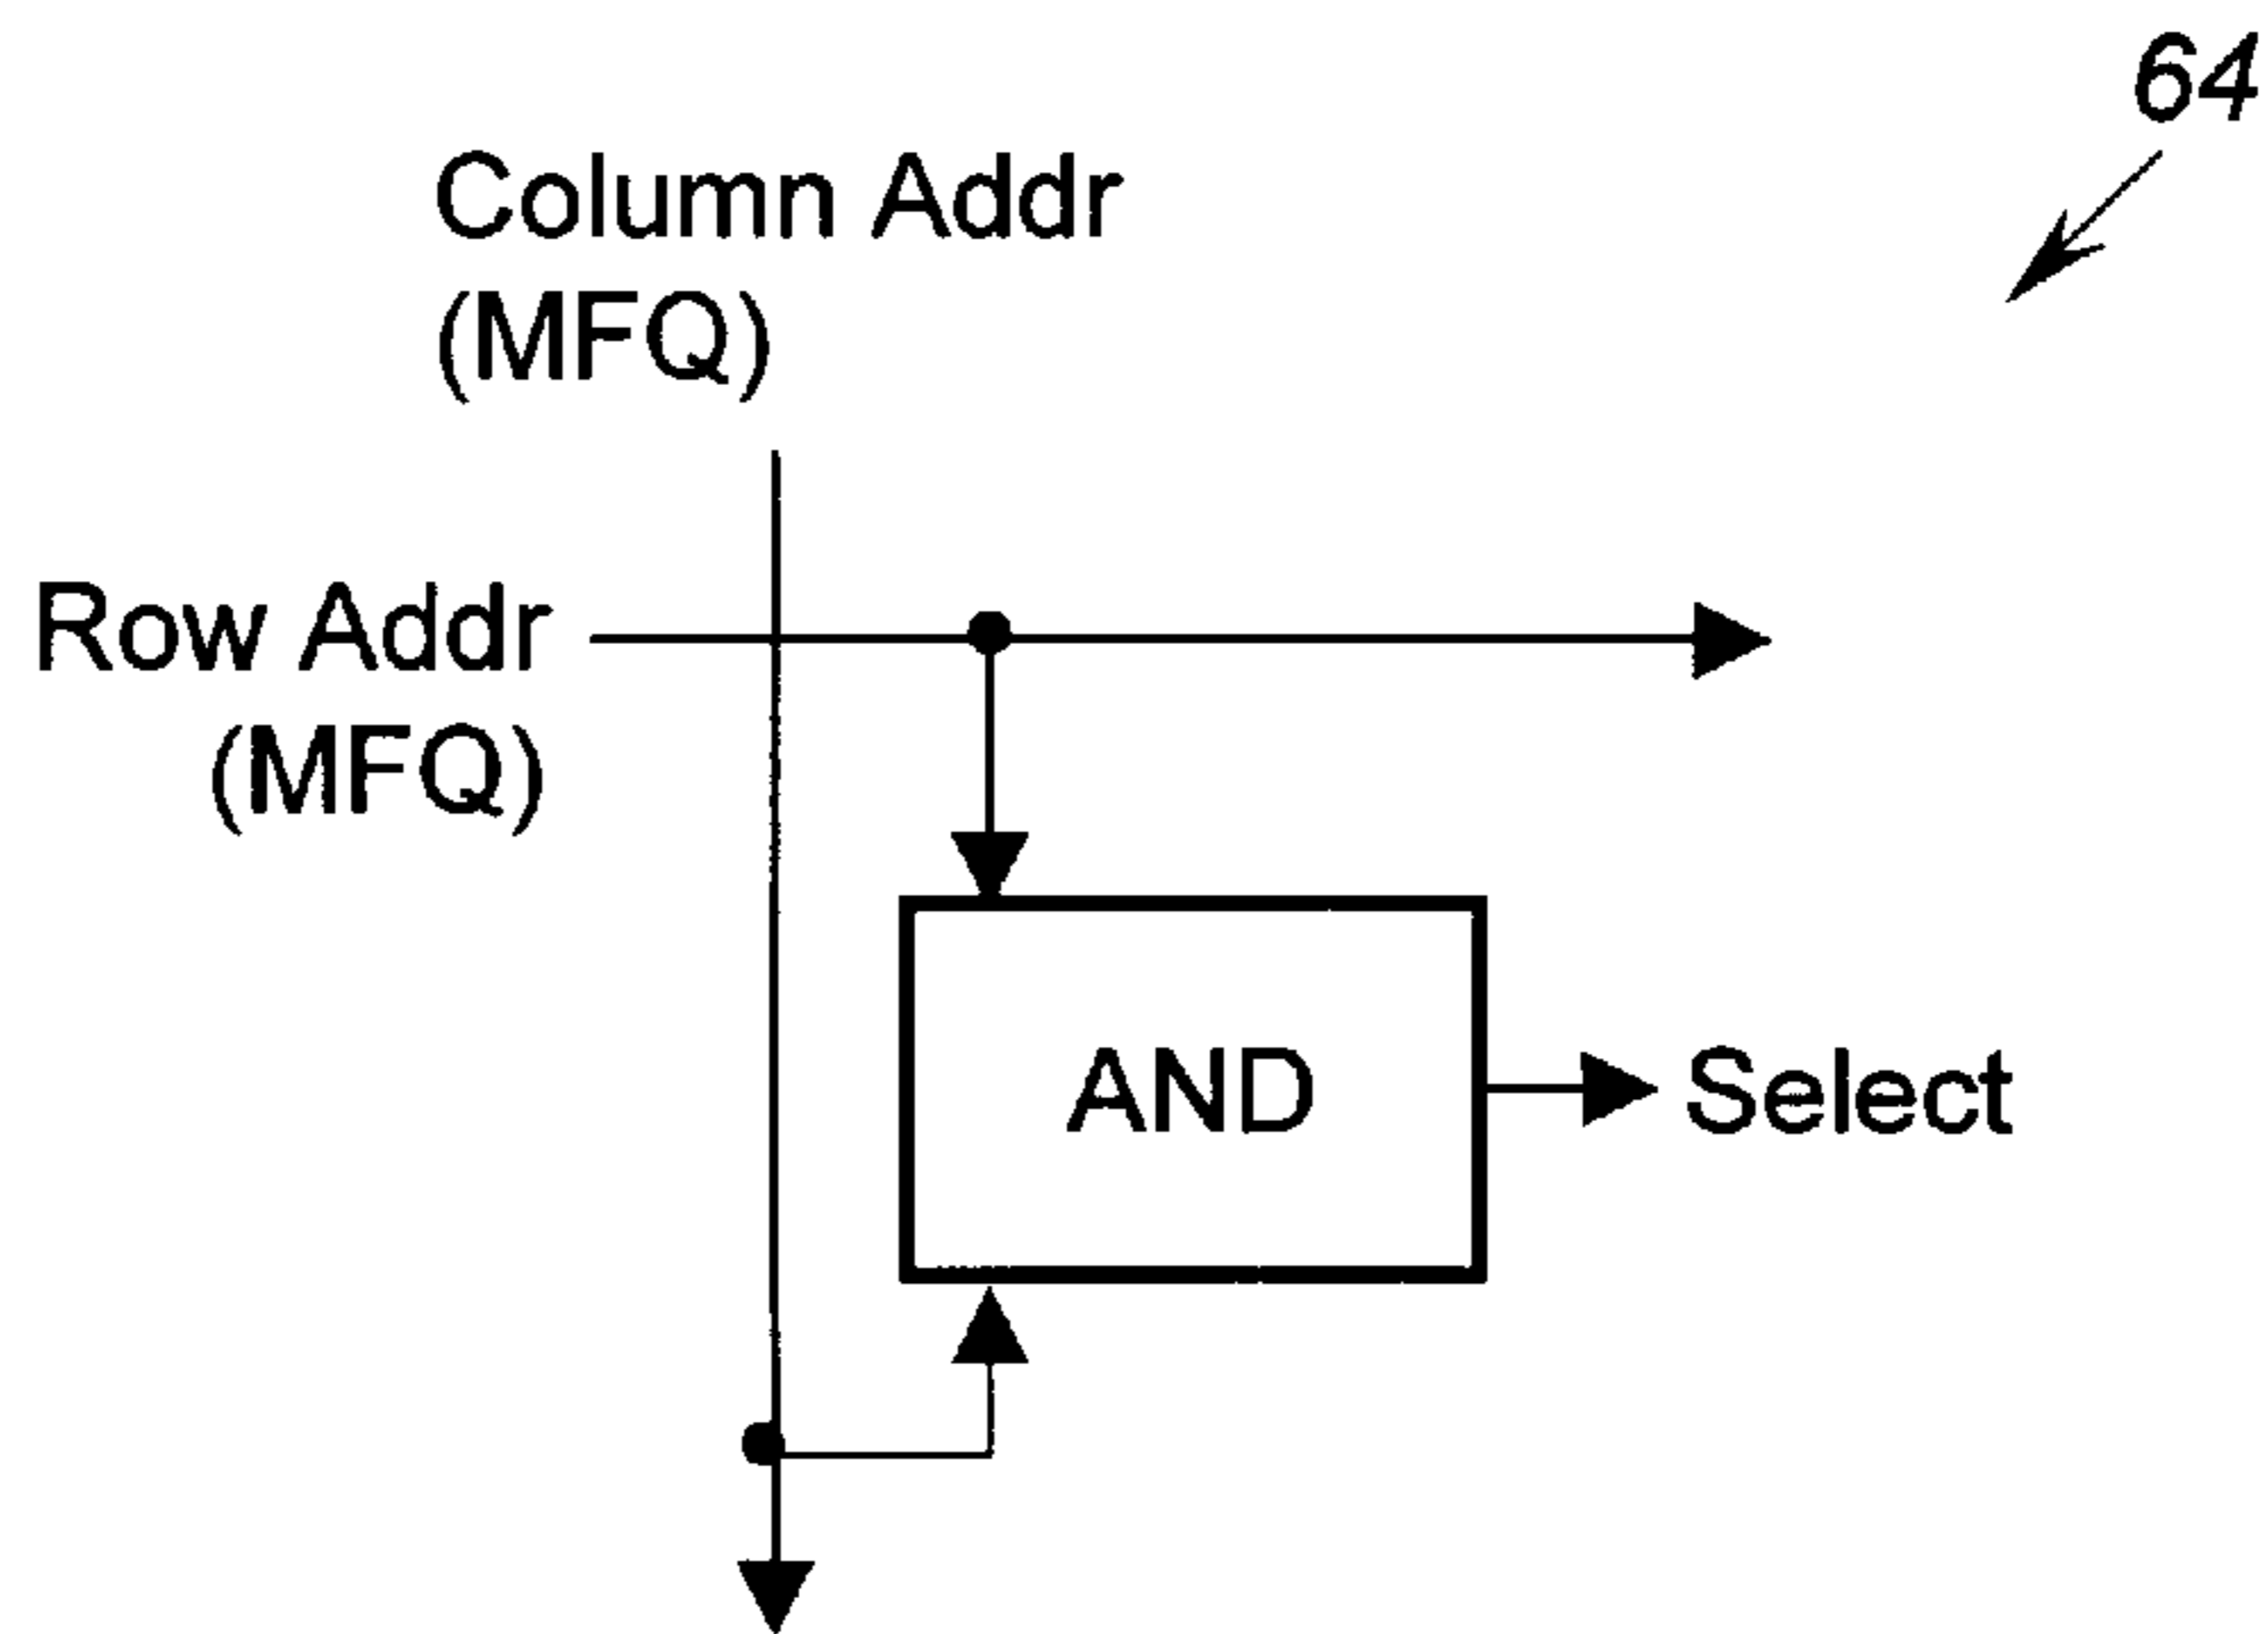 64
Column Addr
(MFQ)
Row Addr
(MFQ)
AND
Select